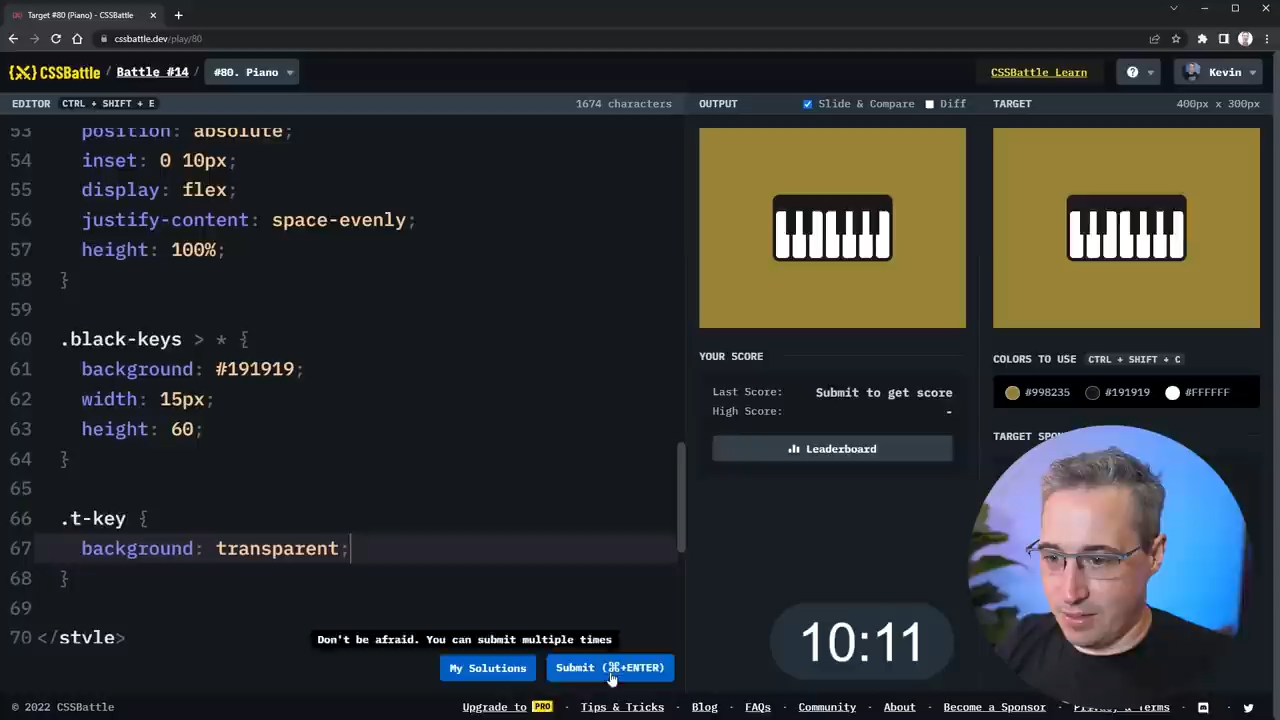 Target #80 (Piano) - CSSBattle
cssbattle.dev/play/80
{X} CSSBattle / Battle #14 / #80. Piano
CSSBattle Learn
?
Kevin
EDITOR CTRL + SHIFT + E 1674 characters
OUTPUT Slide & Compare Diff
TARGET 400px x 300px
53 position: absolute;
54 inset: 0 10px;
55 display: flex;
56 justify-content: space-evenly;
57 height: 100%;
58 }
59
60 .black-keys > * {
61 background: #191919;
62 width: 15px;
63 height: 60;
64 }
65
66 .t-key {
67 background: transparent;
68 }
69
70 </style>
YOUR SCORE
Last Score: Submit to get score
High Score: -
Leaderboard
COLORS TO USE CTRL + SHIFT + C
#998235 #191919 #FFFFFF
TARGET
10:11
Don't be afraid. You can submit multiple times
My Solutions
Submit (⌘+ENTER)
© 2022 CSSBattle
Upgrade to PRO · Tips & Tricks · Blog · FAQs · Community · About · Become a Sponsor · Privacy & Terms